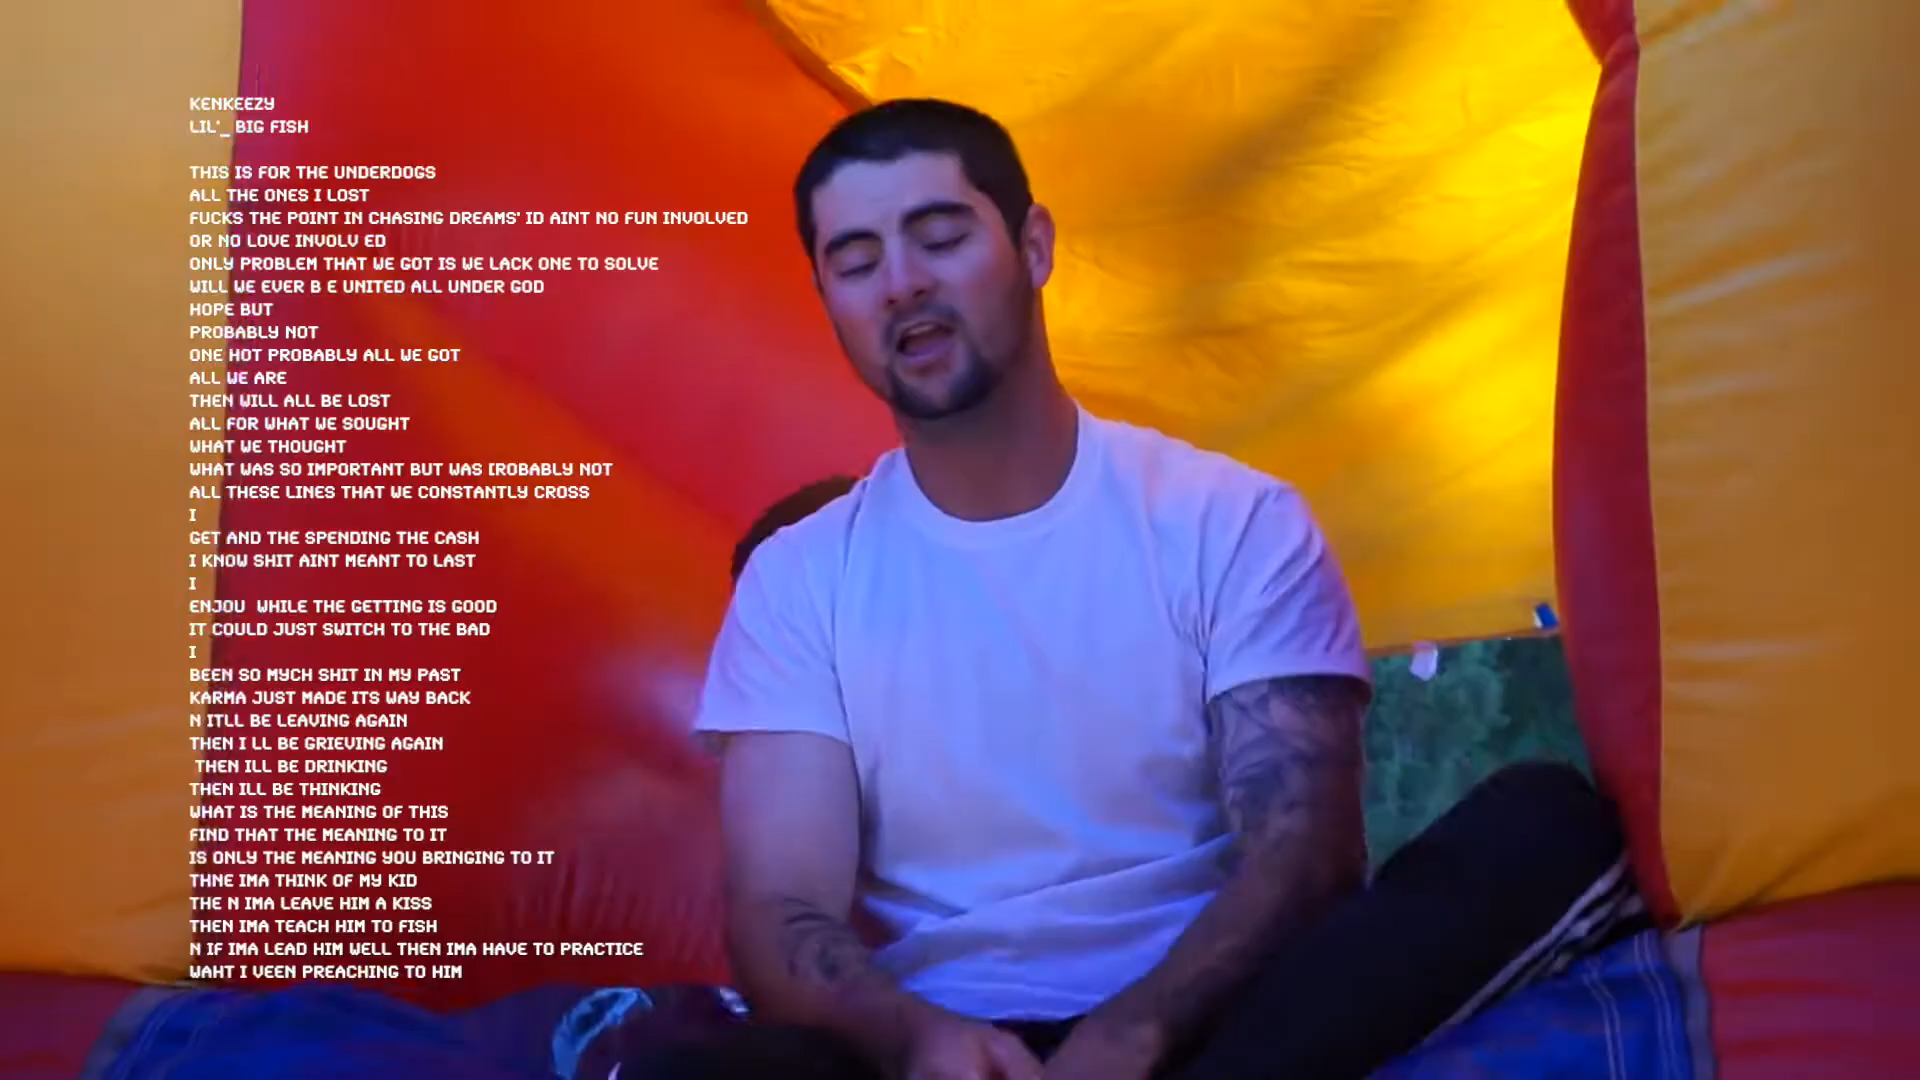 KENKEEZY
LIL'_ BIG FISH
THIS IS FOR THE UNDERDOGS
ALL THE ONES I LOST
FUCKS THE POINT IN CHASING DREAMS' ID AINT NO FUN INVOLVED
OR NO LOVE INVOLV ED
ONLY PROBLEM THAT WE GOT IS WE LACK ONE TO SOLVE
WILL WE EVER B E UNITED ALL UNDER GOD
HOPE BUT
PROBABLY NOT
ONE HOT PROBABLY ALL WE GOT
ALL WE ARE
THEN WILL ALL BE LOST
ALL FOR WHAT WE SOUGHT
WHAT WE THOUGHT
WHAT WAS SO IMPORTANT BUT WAS IROBABLY NOT
ALL THESE LINES THAT WE CONSTANTLY CROSS
I
GET AND THE SPENDING THE CASH
I KNOW SHIT AINT MEANT TO LAST
I
ENJOU  WHILE THE GETTING IS GOOD
IT COULD JUST SWITCH TO THE BAD
I
BEEN SO MYCH SHIT IN MY PAST
KARMA JUST MADE ITS WAY BACK
N ITLL BE LEAVING AGAIN
THEN I LL BE GRIEVING AGAIN
THEN ILL BE DRINKING
THEN ILL BE THINKING
WHAT IS THE MEANING OF THIS
FIND THAT THE MEANING TO IT
IS ONLY THE MEANING YOU BRINGING TO IT
THNE IMA THINK OF MY KID
THE N IMA LEAVE HIM A KISS
THEN IMA TEACH HIM TO FISH
N IF IMA LEAD HIM WELL THEN IMA HAVE TO PRACTICE
WAHT I VEEN PREACHING TO HIM